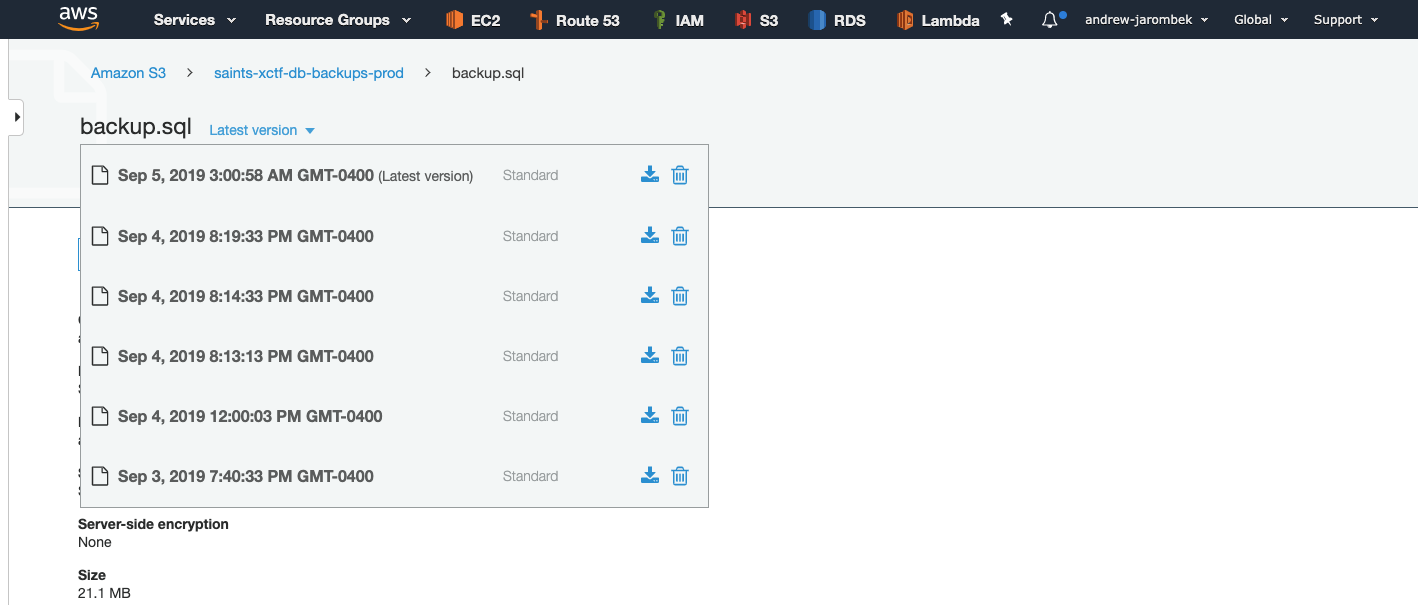 aws Services Resource Groups EC2 Route 53 IAM S3 RDS Lambda andrew-jarombek Global Support
Amazon S3 > saints-xctf-db-backups-prod > backup.sql
backup.sql Latest version
Sep 5, 2019 3:00:58 AM GMT-0400 (Latest version) Standard
Sep 4, 2019 8:19:33 PM GMT-0400 Standard
Sep 4, 2019 8:14:33 PM GMT-0400 Standard
Sep 4, 2019 8:13:13 PM GMT-0400 Standard
Sep 4, 2019 12:00:03 PM GMT-0400 Standard
Sep 3, 2019 7:40:33 PM GMT-0400 Standard
Server-side encryption
None
Size
21.1 MB